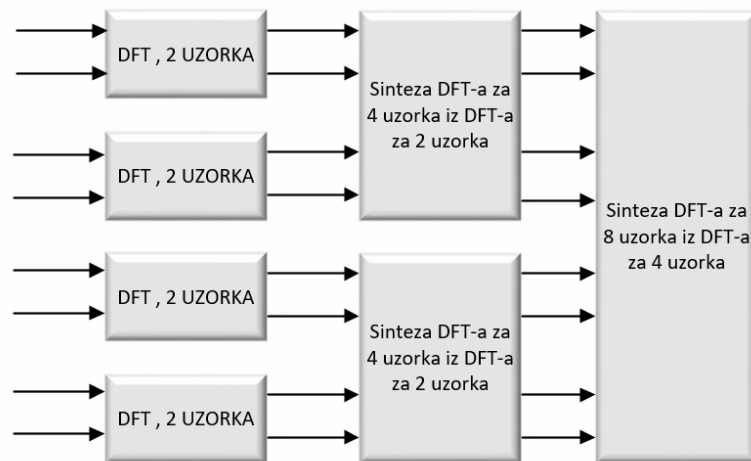 DFT , 2 UZORKA
DFT , 2 UZORKA
DFT , 2 UZORKA
DFT , 2 UZORKA
Sinteza DFT-a za
4 uzorka iz DFT-a
za 2 uzorka
Sinteza DFT-a za
4 uzorka iz DFT-a
za 2 uzorka
Sinteza DFT-a za
8 uzorka iz DFT-a
za 4 uzorka